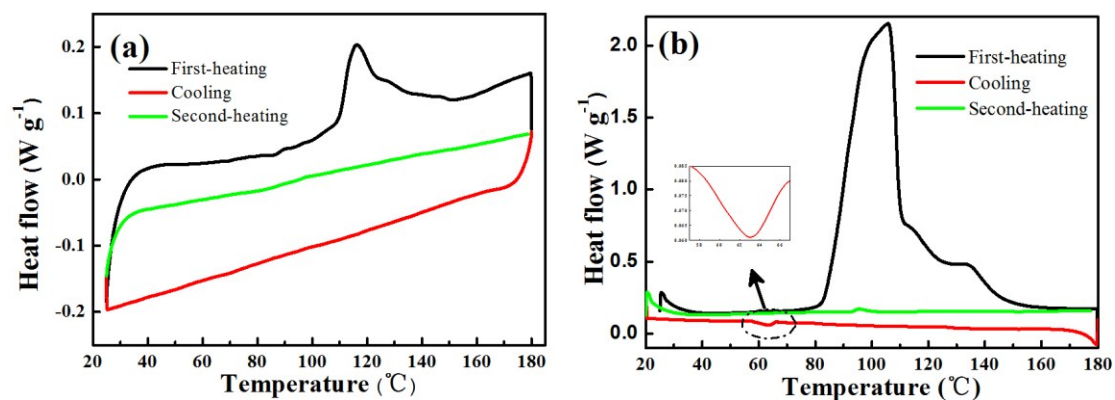 (a)
First-heating
Cooling
Second-heating
0.2
0.1
0.0
-0.1
-0.2
Heat flow (W g⁻¹)
20 40 60 80 100 120 140 160 180
Temperature (℃)
(b)
First-heating
Cooling
Second-heating
2.0
1.5
1.0
0.5
0.0
Heat flow (W g⁻¹)
20 40 60 80 100 120 140 160 180
Temperature (℃)